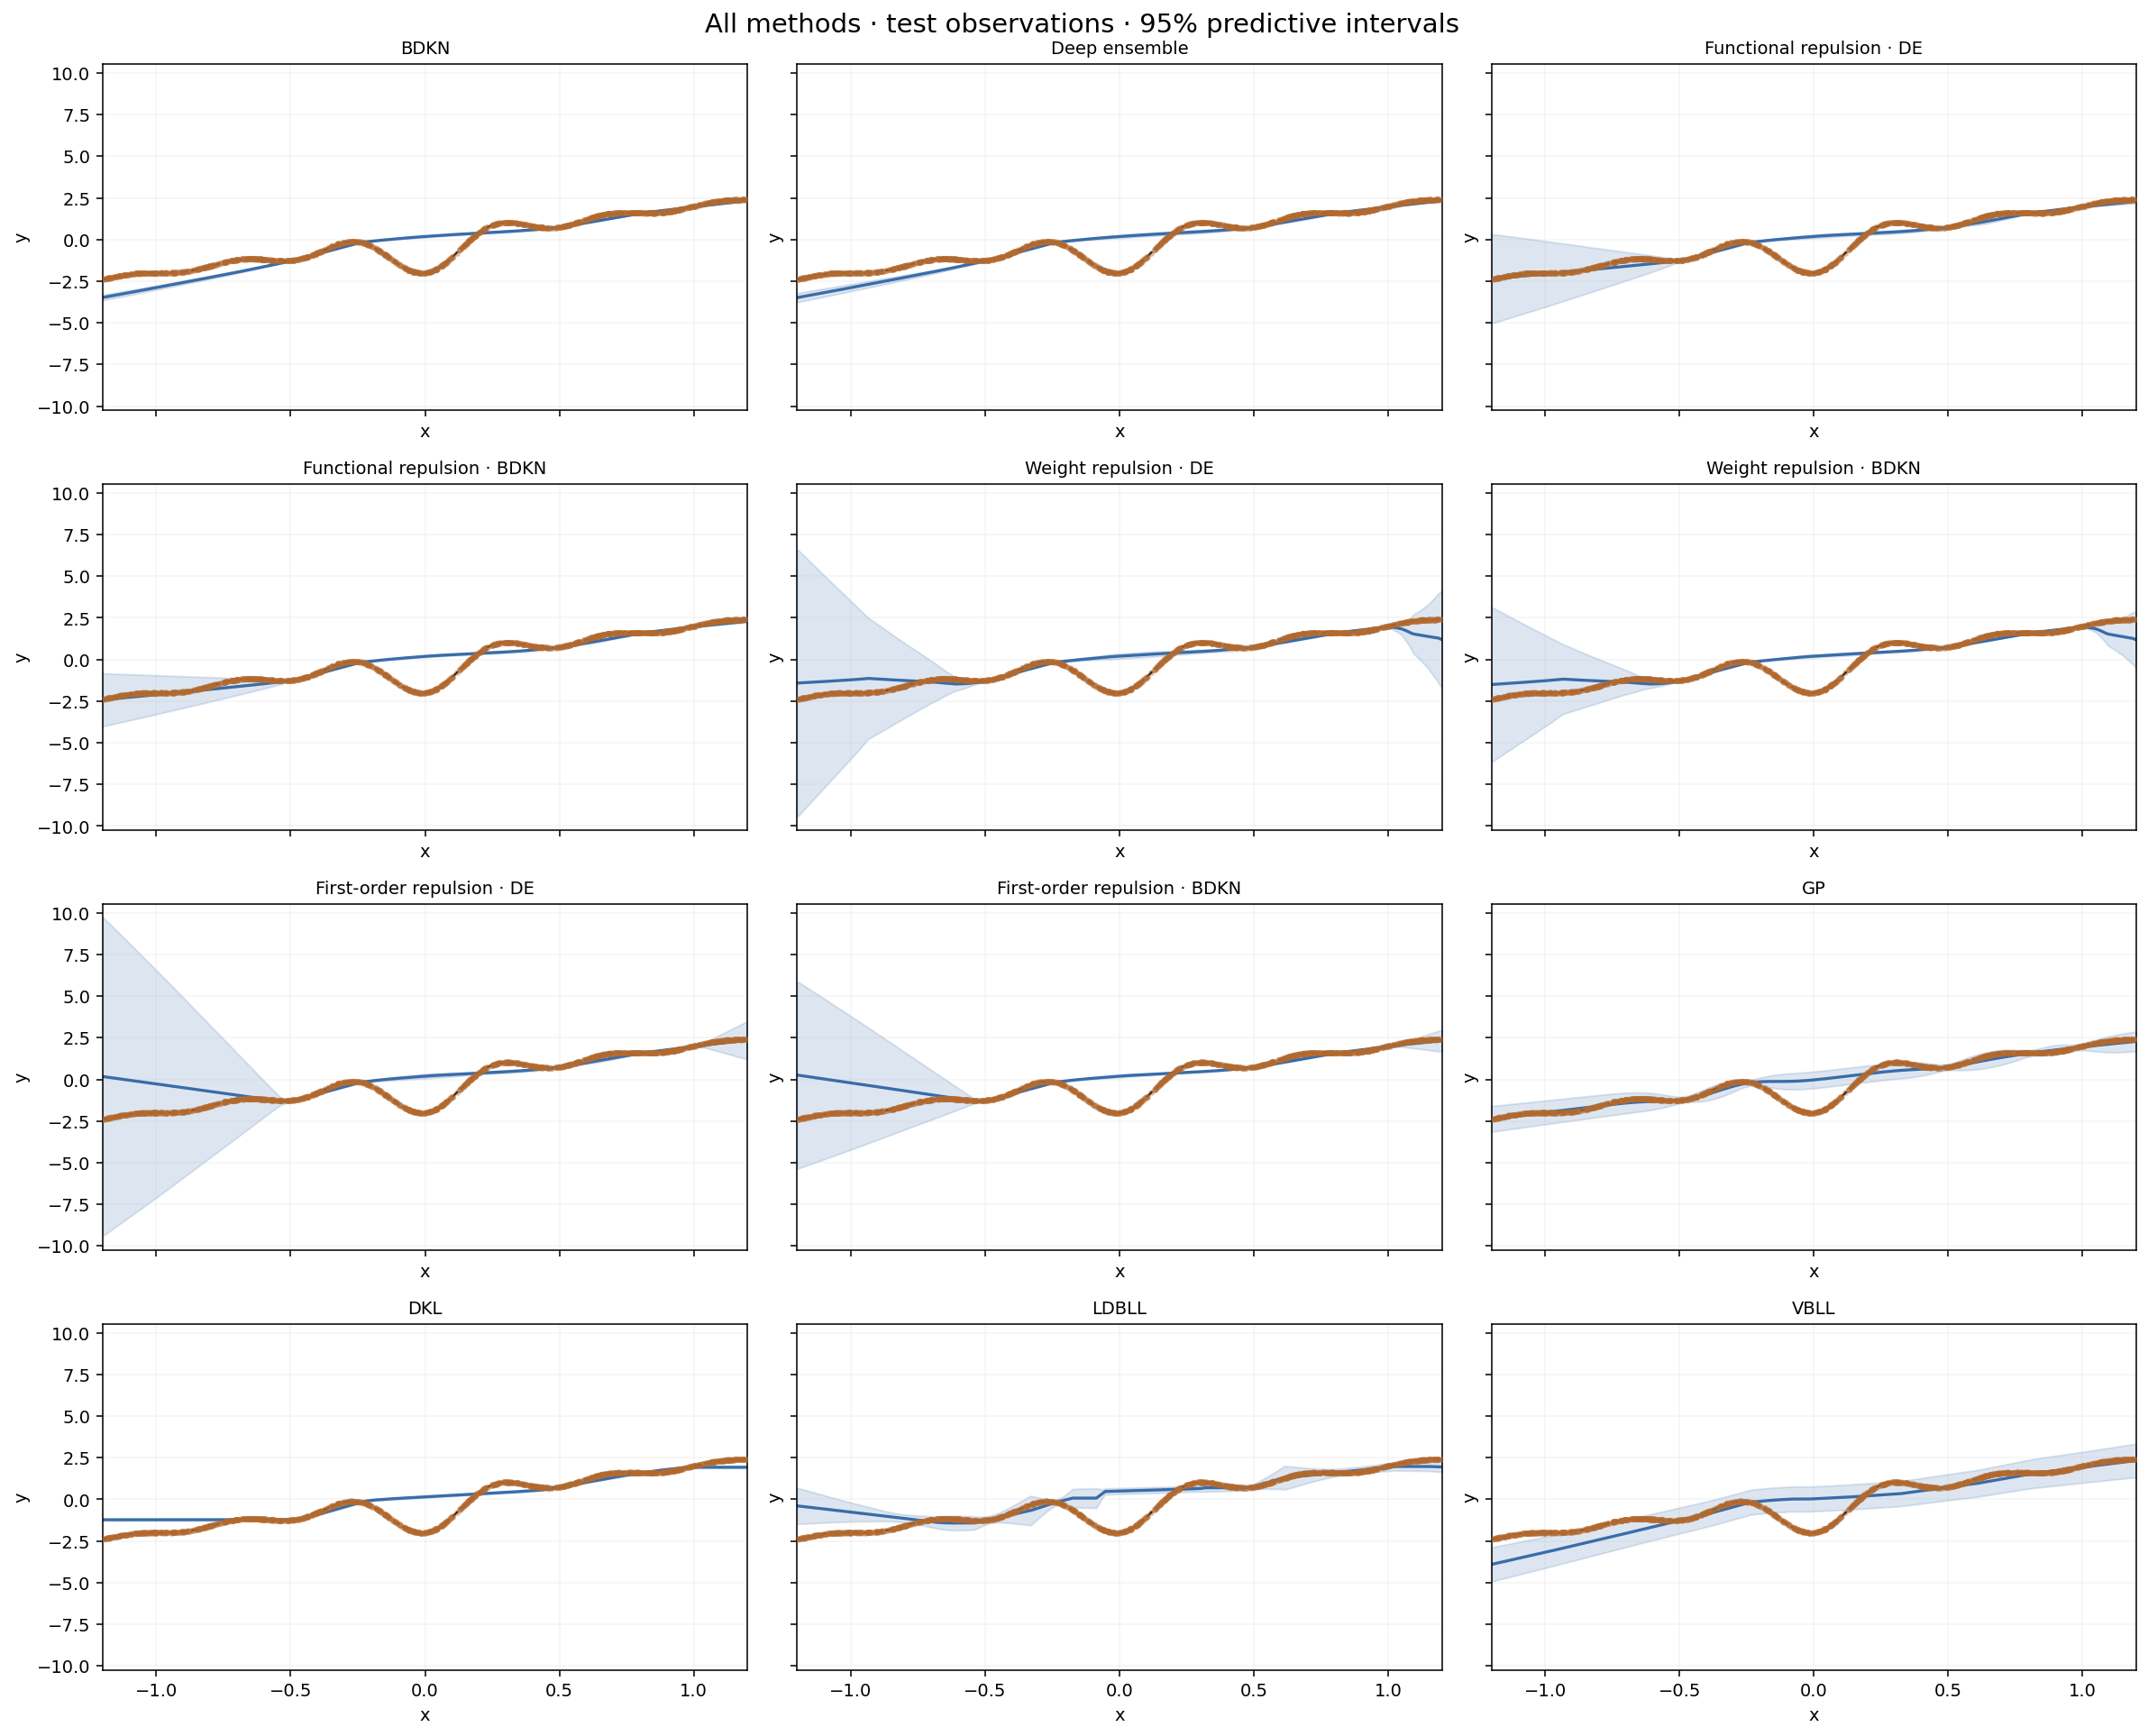 All methods · test observations · 95% predictive intervals
BDKN
Deep ensemble
Functional repulsion · DE
10.0
7.5
5.0
2.5
0.0
−2.5
−5.0
−7.5
−10.0
y
y
y
x
x
x
Functional repulsion · BDKN
Weight repulsion · DE
Weight repulsion · BDKN
10.0
7.5
5.0
2.5
0.0
−2.5
−5.0
−7.5
−10.0
y
y
y
x
x
x
First-order repulsion · DE
First-order repulsion · BDKN
GP
10.0
7.5
5.0
2.5
0.0
−2.5
−5.0
−7.5
−10.0
y
y
y
x
x
x
DKL
LDBLL
VBLL
10.0
7.5
5.0
2.5
0.0
−2.5
−5.0
−7.5
−10.0
y
y
y
−1.0 −0.5 0.0 0.5 1.0
−1.0 −0.5 0.0 0.5 1.0
−1.0 −0.5 0.0 0.5 1.0
x
x
x